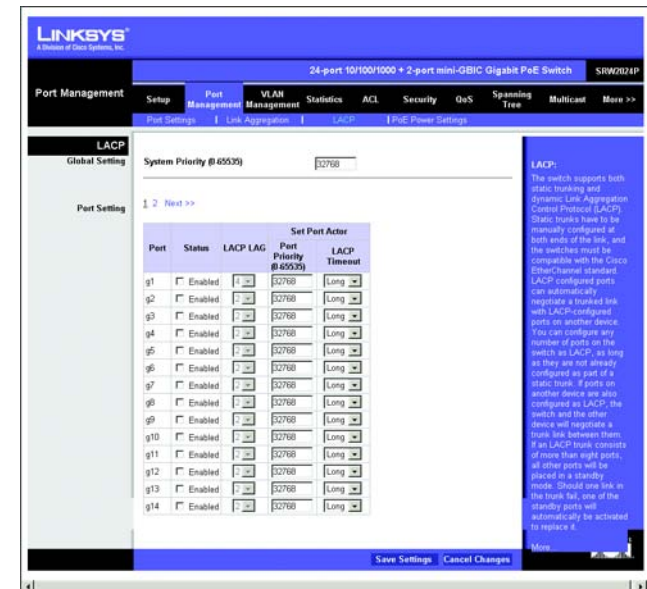 LINKSYS®
A Division of Cisco Systems, Inc.
24-port 10/100/1000 + 2-port mini-GBIC Gigabit PoE Switch SRW2024P
Port Management
Setup Port Management VLAN Management Statistics ACL Security QoS Spanning Tree Multicast More >>
Port Settings | Link Aggregation | LACP | PoE Power Settings
LACP
Global Setting
System Priority (0-65535) 32768
Port Setting
1 2 Next >>
Set Port Actor
Port Status LACP LAG Port Priority (0-65535) LACP Timeout
g1 Enabled 4 32768 Long
g2 Enabled 2 32768 Long
g3 Enabled 2 32768 Long
g4 Enabled 2 32768 Long
g5 Enabled 2 32768 Long
g6 Enabled 2 32768 Long
g7 Enabled 2 32768 Long
g8 Enabled 2 32768 Long
g9 Enabled 2 32768 Long
g10 Enabled 2 32768 Long
g11 Enabled 2 32768 Long
g12 Enabled 2 32768 Long
g13 Enabled 2 32768 Long
g14 Enabled 2 32768 Long
LACP:
The switch supports both
static trunking and
dynamic Link Aggregation
Control Protocol (LACP).
Static trunks have to be
manually configured at
both ends of the link, and
the switches must be
compatible with the Cisco
EtherChannel standard.
LACP configured ports
can automatically
negotiate a trunked link
with LACP-configured
ports on another device.
You can configure any
number of ports on the
switch as LACP, as long
as they are not already
configured as part of a
static trunk. If ports on
another device are also
configured as LACP, the
switch and the other
device will negotiate a
trunk link between them.
If an LACP trunk consists
of more than eight ports,
all other ports will be
placed in a standby
mode. Should one link in
the trunk fail, one of the
standby ports will
automatically be activated
to replace it.
More...
Save Settings Cancel Changes